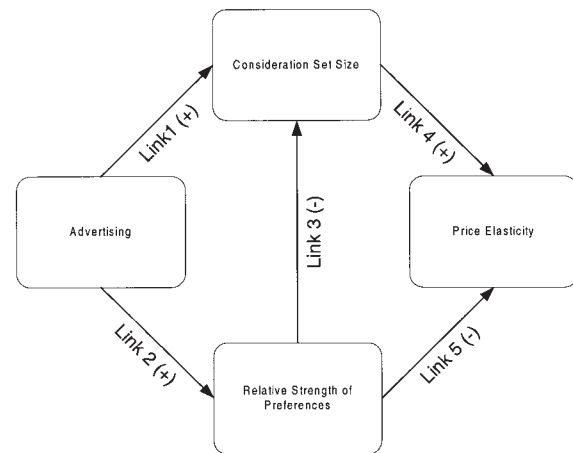 Consideration Set Size
Link1 (+)
Link 4 (+)
Advertising
Link 3 (-)
Price Elasticity
Link 2 (+)
Link 5 (-)
Relative Strength of
Preferences